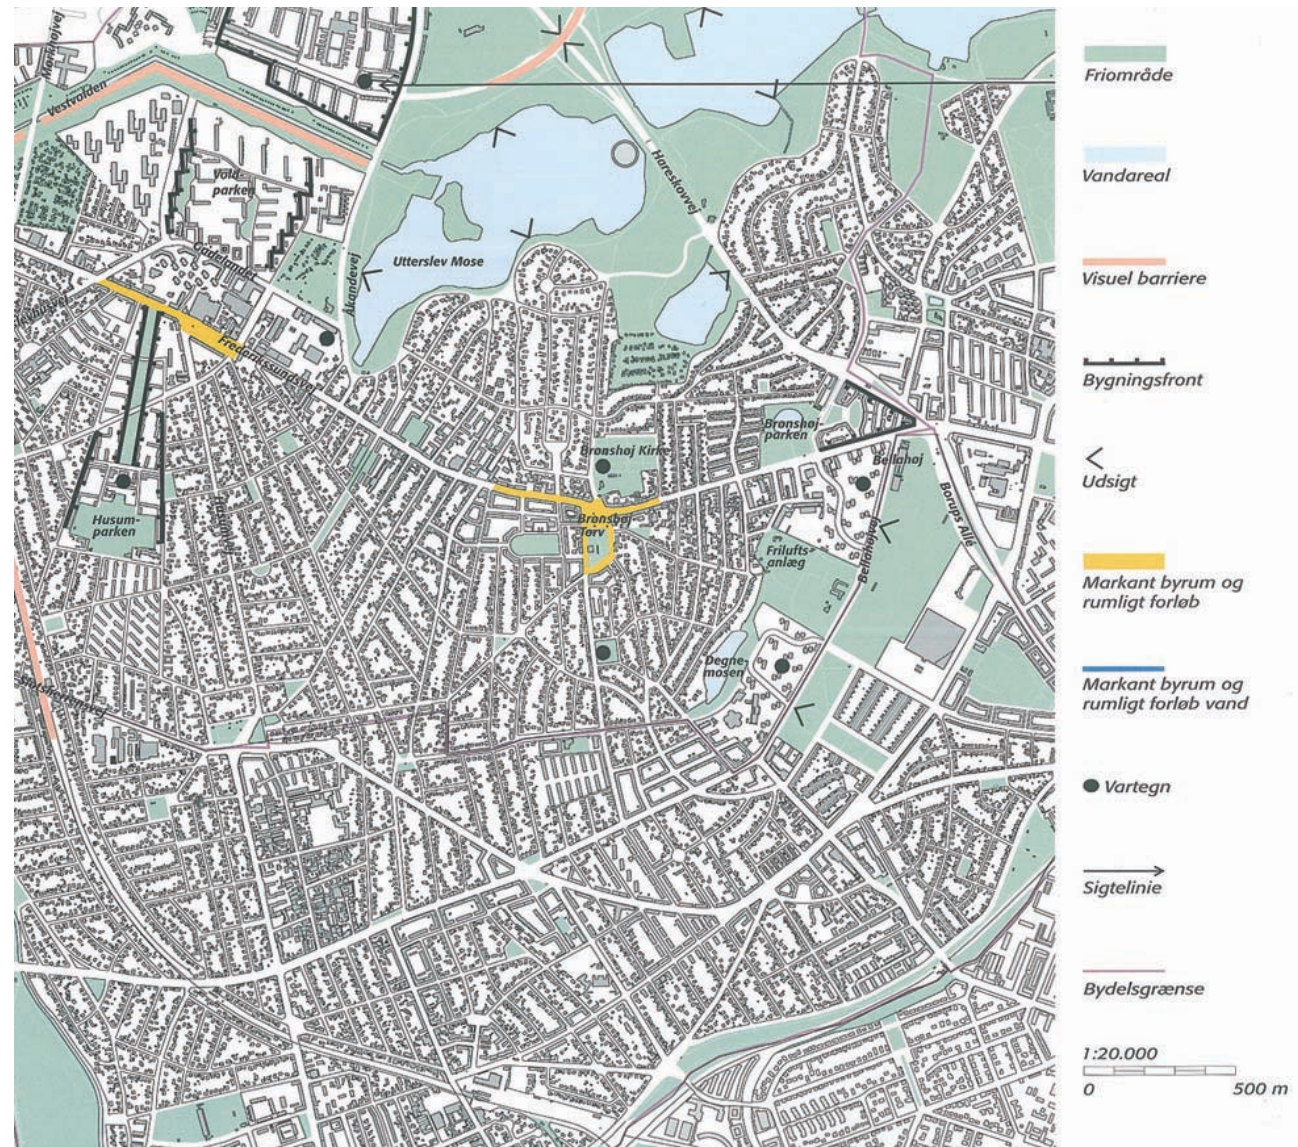 Mørkhøjvej
Vestvolden
Vold-
parken
Hareskovvej
Gadelandet
Utterslev Mose
Åkandevej
Frederikssundsvej
Brønshøj-
parken
Brønshøj Kirke
Bellahøj
Borups Allé
Brønshøj
Torv
Husum-
parken
Frilufts-
anlæg
Bellahøjvej
Degne-
mosen
Slotsherrensvej
Friområde
Vandareal
Visuel barriere
Bygningsfront
Udsigt
Markant byrum og
rumligt forløb
Markant byrum og
rumligt forløb vand
Vartegn
Sigtelinie
Bydelsgrænse
1:20.000
0 500 m